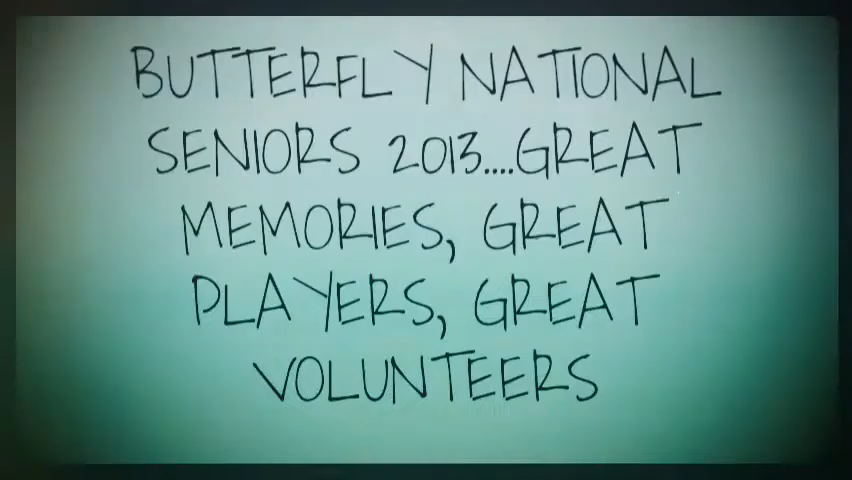 BUTTERFLY NATIONAL
SENIORS 2013....GREAT
MEMORIES, GREAT
PLAYERS, GREAT
VOLUNTEERS